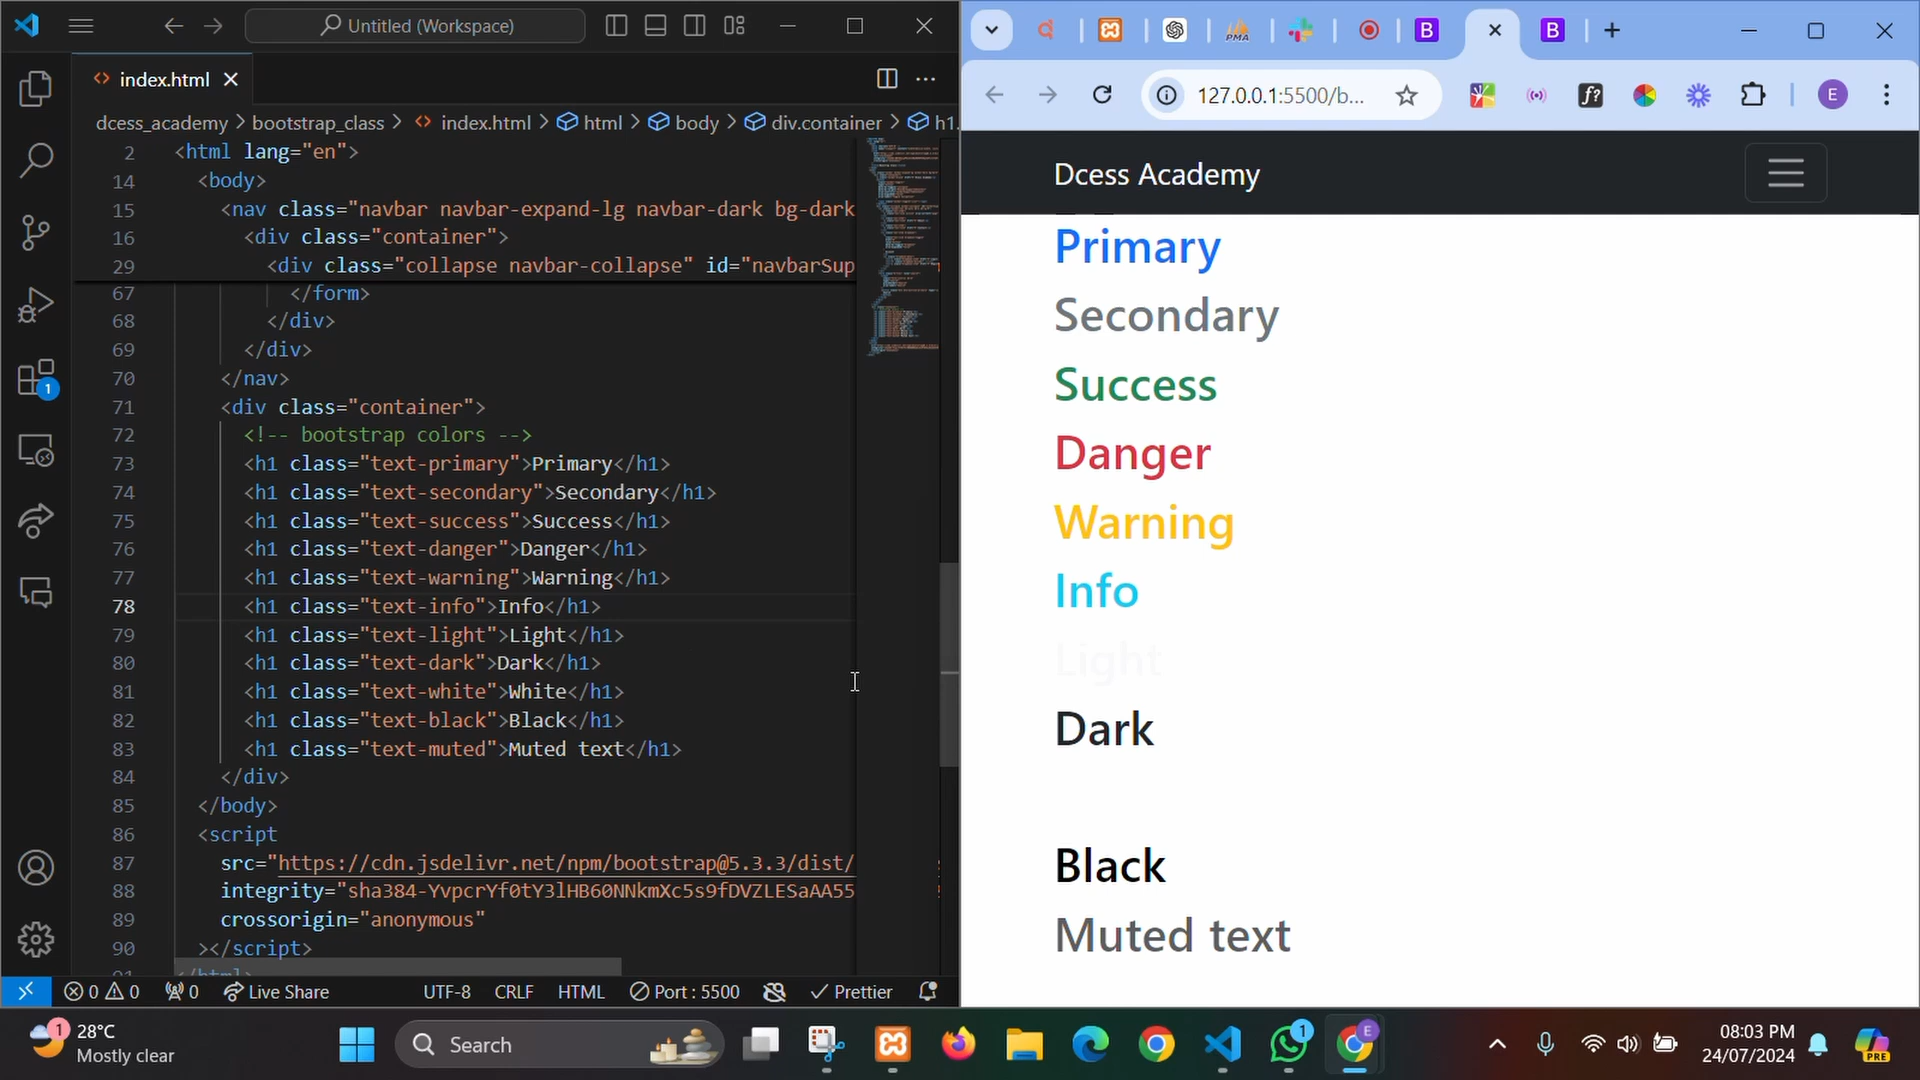 Untitled (Workspace)
index.html
dcess_academy > bootstrap_class > index.html > html > body > div.container > h1.
2 <html lang="en">
14 <body>
15 <nav class="navbar navbar-expand-lg navbar-dark bg-dark
16 <div class="container">
29 <div class="collapse navbar-collapse" id="navbarSup
67 </form>
68 </div>
69 </div>
70 </nav>
71 <div class="container">
72 <!-- bootstrap colors -->
73 <h1 class="text-primary">Primary</h1>
74 <h1 class="text-secondary">Secondary</h1>
75 <h1 class="text-success">Success</h1>
76 <h1 class="text-danger">Danger</h1>
77 <h1 class="text-warning">Warning</h1>
78 <h1 class="text-info">Info</h1>
79 <h1 class="text-light">Light</h1>
80 <h1 class="text-dark">Dark</h1>
81 <h1 class="text-white">White</h1>
82 <h1 class="text-black">Black</h1>
83 <h1 class="text-muted">Muted text</h1>
84 </div>
85 </body>
86 <script
87 src="https://cdn.jsdelivr.net/npm/bootstrap@5.3.3/dist/
88 integrity="sha384-YvpcrYf0tY3lHB60NNkmXc5s9fDVZLESaAA55
89 crossorigin="anonymous"
90 ></script>
91 </html>
1
0 0 0 Live Share UTF-8 CRLF HTML Port : 5500 Prettier
PMA
B
B
127.0.0.1:5500/b...
f?
E
Dcess Academy
Primary
Secondary
Success
Danger
Warning
Info
Light
Dark
Black
Muted text
1
28°C
Mostly clear
Search
1
E
08:03 PM
24/07/2024
PRE